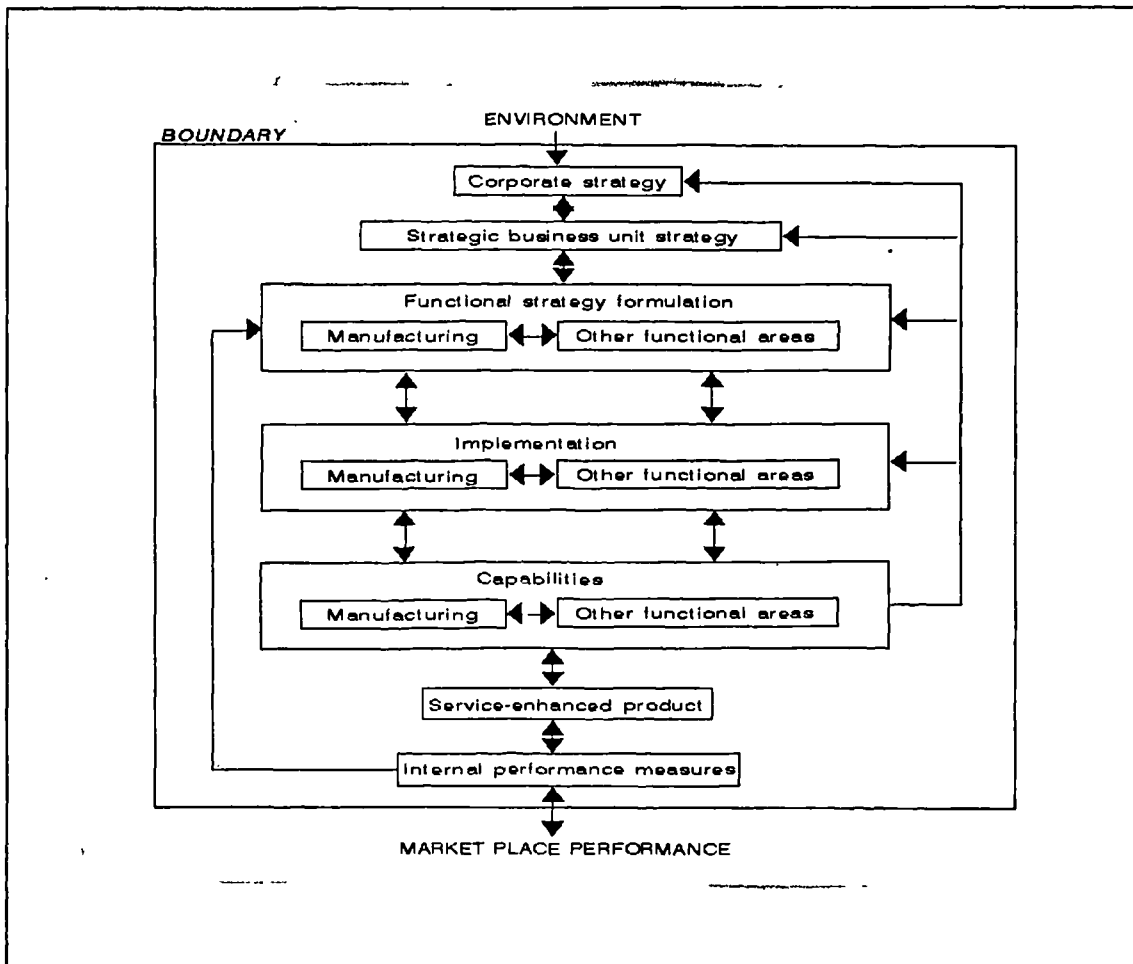 ENVIRONMENT
BOUNDARY
Corporate strategy
Strategic business unit strategy
Functional strategy formulation
Manufacturing
Other functional areas
Implementation
Manufacturing
Other functional areas
Capabilities
Manufacturing
Other functional areas
Service-enhanced product
Internal performance measures
MARKET PLACE PERFORMANCE